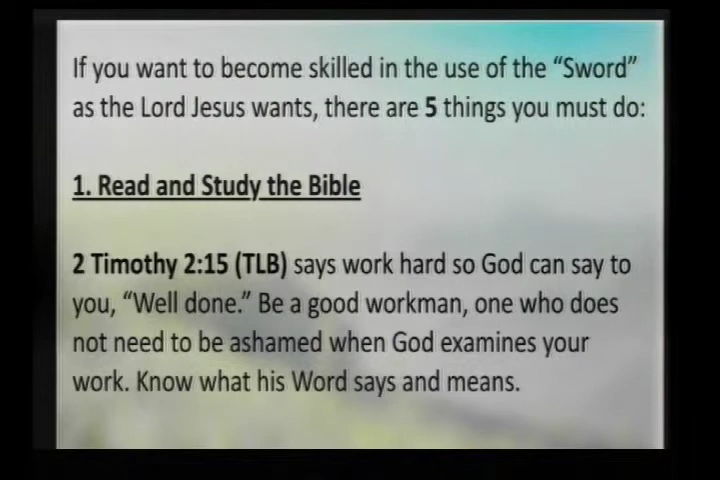 If you want to become skilled in the use of the “Sword”
as the Lord Jesus wants, there are 5 things you must do:
1. Read and Study the Bible
2 Timothy 2:15 (TLB) says work hard so God can say to
you, “Well done.” Be a good workman, one who does
not need to be ashamed when God examines your
work. Know what his Word says and means.